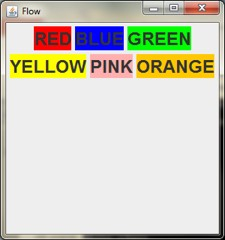 Flow
RED BLUE GREEN
YELLOW PINK ORANGE